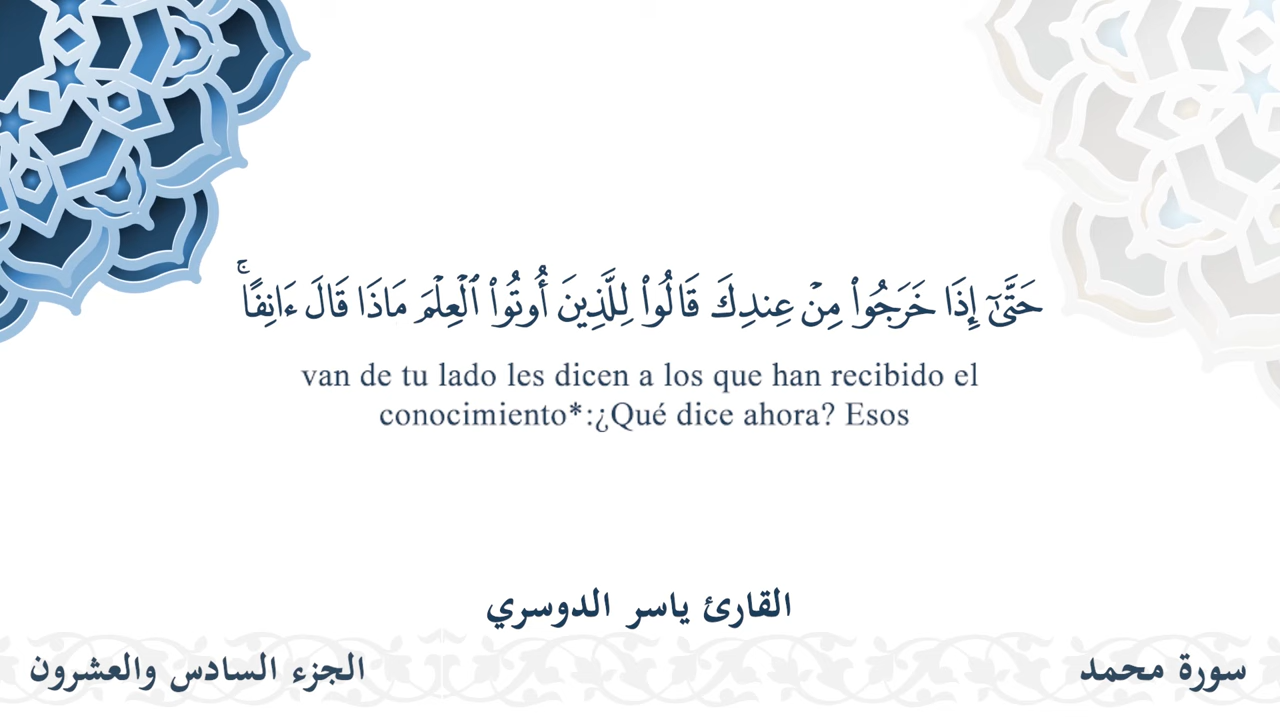 حَتَّىٰٓ إِذَا خَرَجُوا۟ مِنْ عِندِكَ قَالُوا۟ لِلَّذِينَ أُوتُوا۟ ٱلْعِلْمَ مَاذَا قَالَ ءَانِفًا ۚ
van de tu lado les dicen a los que han recibido el
conocimiento*:¿Qué dice ahora? Esos
القارئ ياسر الدوسري
سورة محمد
الجزء السادس والعشرون